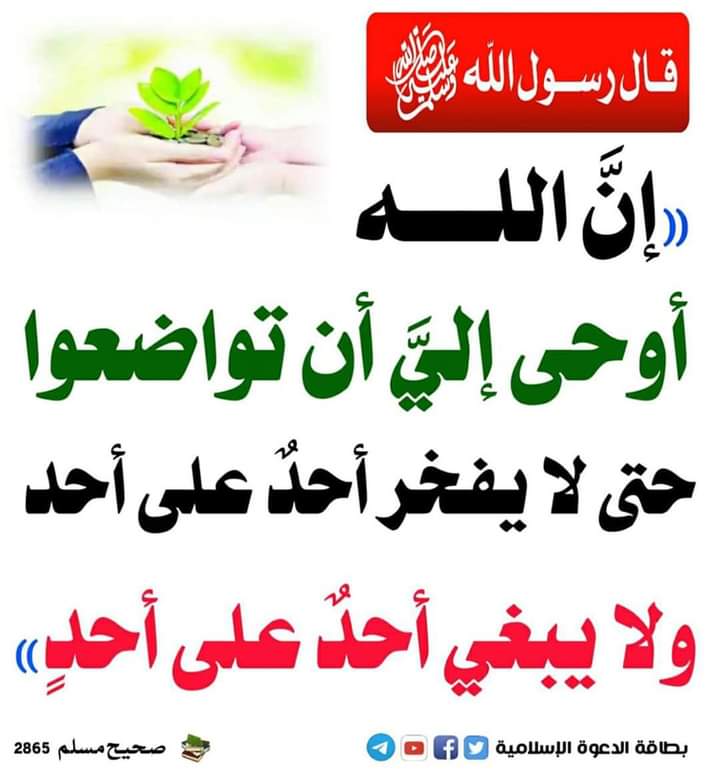 قال رسول الله صلى الله عليه وسلم
((إنَّ اللـــه
أوحى إليَّ أن تواضعوا
حتى لا يفخر أحدٌ على أحد
ولا يبغي أحدٌ على أحدٍ))
بطاقة الدعوة الإسلامية
صحيح مسلم 2865